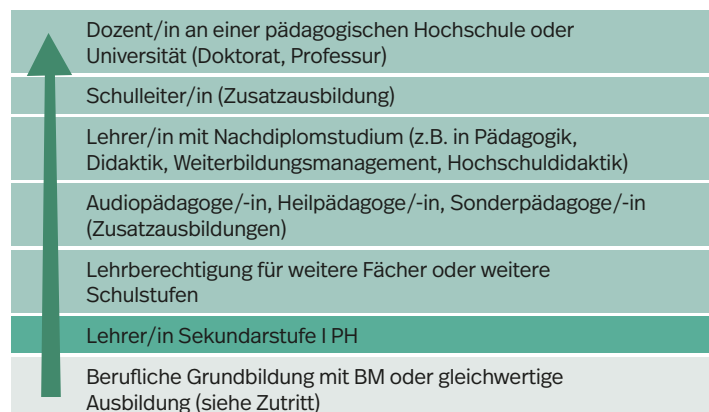 Dozent/in an einer pädagogischen Hochschule oder
Universität (Doktorat, Professur)
Schulleiter/in (Zusatzausbildung)
Lehrer/in mit Nachdiplomstudium (z.B. in Pädagogik,
Didaktik, Weiterbildungsmanagement, Hochschuldidaktik)
Audiopädagoge/-in, Heilpädagoge/-in, Sonderpädagoge/-in
(Zusatzausbildungen)
Lehrberechtigung für weitere Fächer oder weitere
Schulstufen
Lehrer/in Sekundarstufe I PH
Berufliche Grundbildung mit BM oder gleichwertige
Ausbildung (siehe Zutritt)